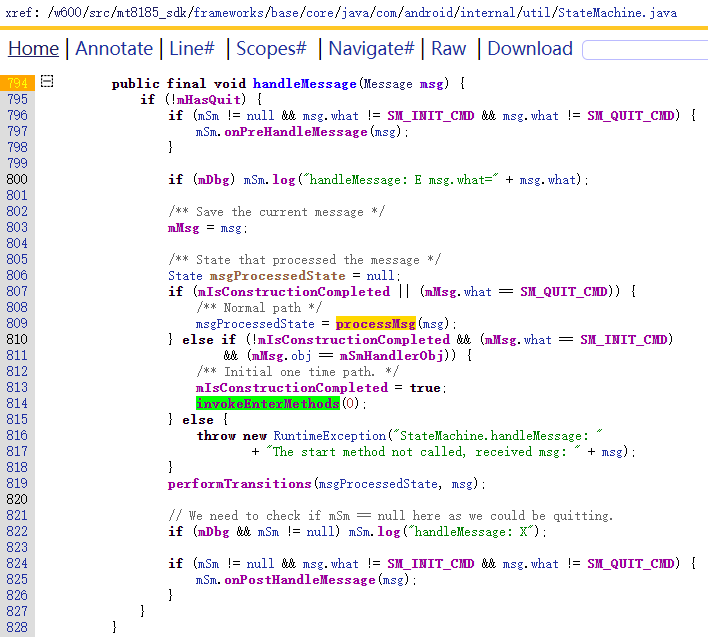 xref: /w600/src/mt8185_sdk/frameworks/base/core/java/com/android/internal/util/StateMachine.java
Home | Annotate | Line# | Scopes# | Navigate# | Raw | Download
794 public final void handleMessage(Message msg) {
795 if (!mHasQuit) {
796 if (mSm != null && msg.what != SM_INIT_CMD && msg.what != SM_QUIT_CMD) {
797 mSm.onPreHandleMessage(msg);
798 }
799
800 if (mDbg) mSm.log("handleMessage: E msg.what=" + msg.what);
801
802 /** Save the current message */
803 mMsg = msg;
804
805 /** State that processed the message */
806 State msgProcessedState = null;
807 if (mIsConstructionCompleted || (mMsg.what == SM_QUIT_CMD)) {
808 /** Normal path */
809 msgProcessedState = processMsg(msg);
810 } else if (!mIsConstructionCompleted && (mMsg.what == SM_INIT_CMD)
811 && (mMsg.obj == mSmHandlerObj)) {
812 /** Initial one time path. */
813 mIsConstructionCompleted = true;
814 invokeEnterMethods(0);
815 } else {
816 throw new RuntimeException("StateMachine.handleMessage: "
817 + "The start method not called, received msg: " + msg);
818 }
819 performTransitions(msgProcessedState, msg);
820
821 // We need to check if mSm == null here as we could be quitting.
822 if (mDbg && mSm != null) mSm.log("handleMessage: X");
823
824 if (mSm != null && msg.what != SM_INIT_CMD && msg.what != SM_QUIT_CMD) {
825 mSm.onPostHandleMessage(msg);
826 }
827 }
828 }